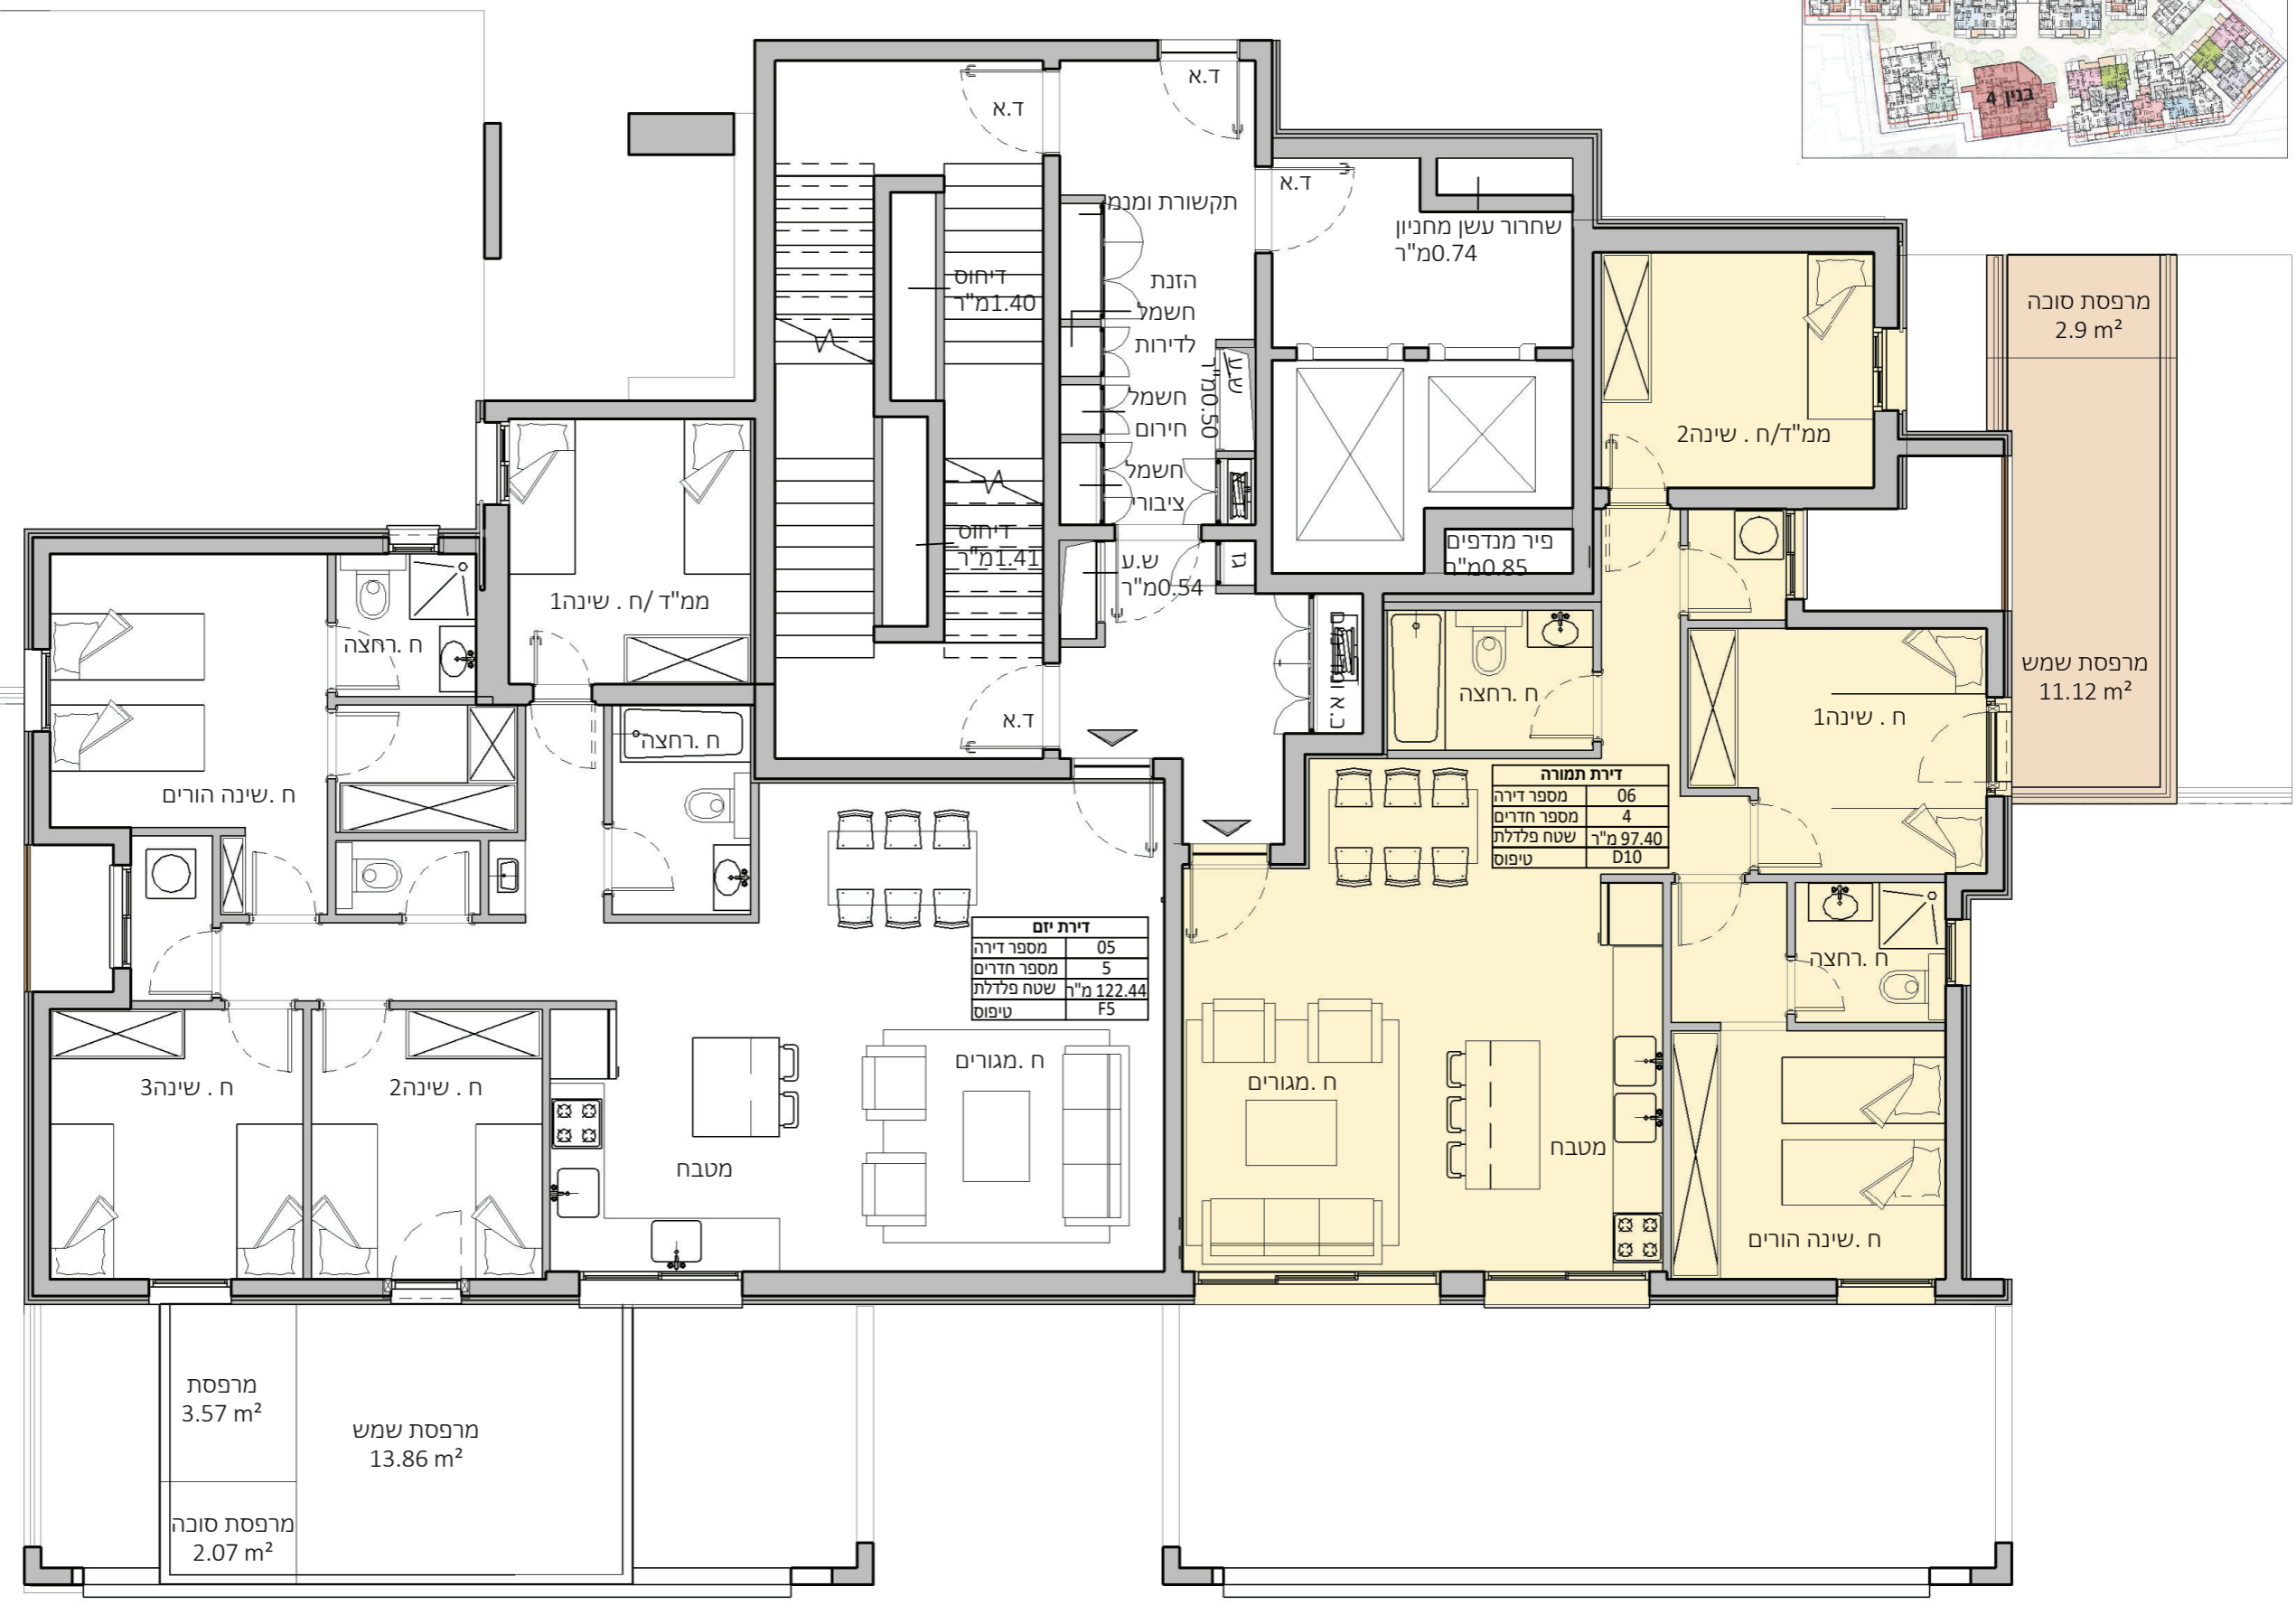 בנין 4
ד.א
ד.א
ד.א
תקשורת ומנמ
שחרור עשן מחניון
0.74מ"ר
דיחוס
1.40מ"ר
הזנת
חשמל
לדירות
ש.ע
0.50מ"ר
חשמל
חירום
חשמל
ציבורי
דיחוס
1.41מ"ר
ש.ע
0.54מ"ר
גז
פיר מנדפים
0.85מ"ר
ד.א
ממ"ד/ח . שינה2
מרפסת סוכה
2.9 m²
מרפסת שמש
11.12 m²
ח . שינה1
ח .רחצה
דירת תמורה
מספר דירה 06
מספר חדרים 4
שטח פלדלת 97.40 מ"ר
טיפוס D10
ח .רחצה
ח .מגורים
מטבח
ח .שינה הורים
ממ"ד /ח . שינה1
ח .רחצה
ח .שינה הורים
ח .רחצה
דירת יזם
מספר דירה 05
מספר חדרים 5
שטח פלדלת 122.44 מ"ר
טיפוס F5
ח .מגורים
מטבח
ח . שינה2
ח . שינה3
מרפסת
3.57 m²
מרפסת שמש
13.86 m²
מרפסת סוכה
2.07 m²